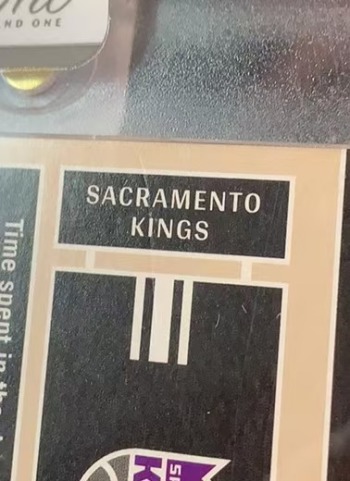 ND ONE
SACRAMENTO
KINGS
Time spent in the